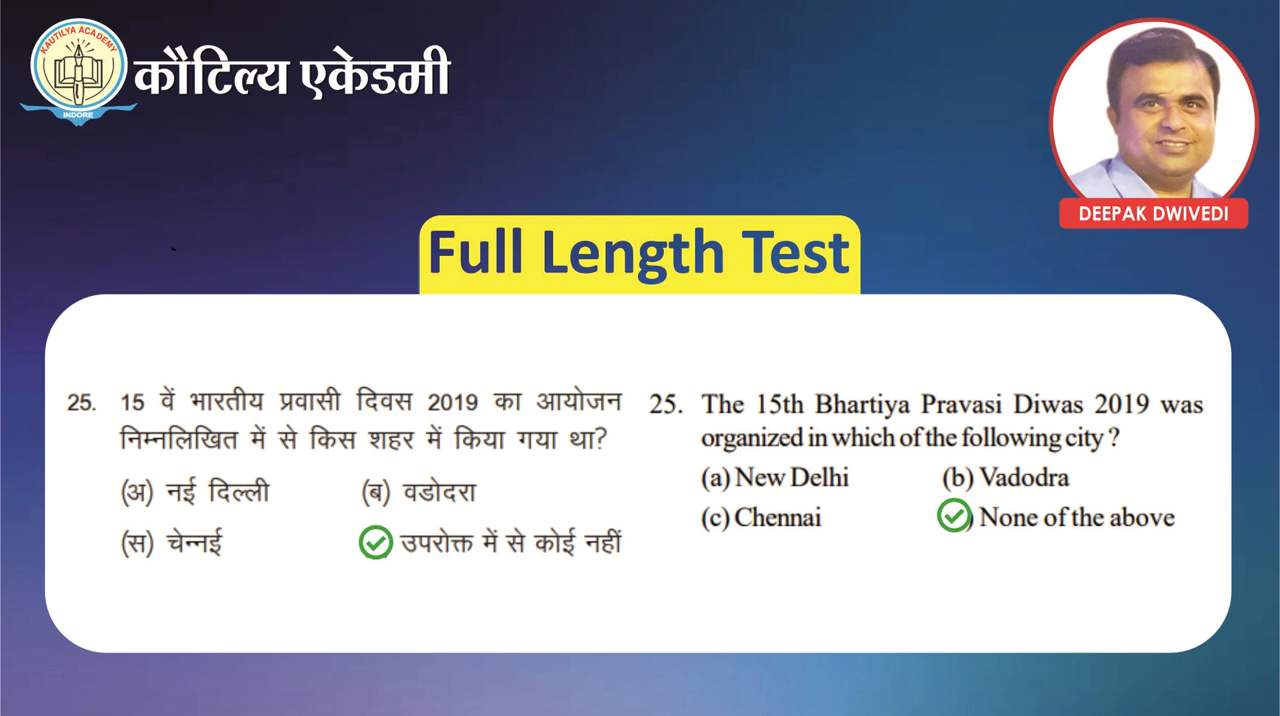 KAUTILYA ACADEMY
INDORE
कौटिल्य एकेडमी
DEEPAK DWIVEDI
Full Length Test
25. 15 वें भारतीय प्रवासी दिवस 2019 का आयोजन
निम्नलिखित में से किस शहर में किया गया था?
(अ) नई दिल्ली (ब) वडोदरा
(स) चेन्नई उपरोक्त में से कोई नहीं
25. The 15th Bhartiya Pravasi Diwas 2019 was
organized in which of the following city ?
(a) New Delhi (b) Vadodra
(c) Chennai ) None of the above